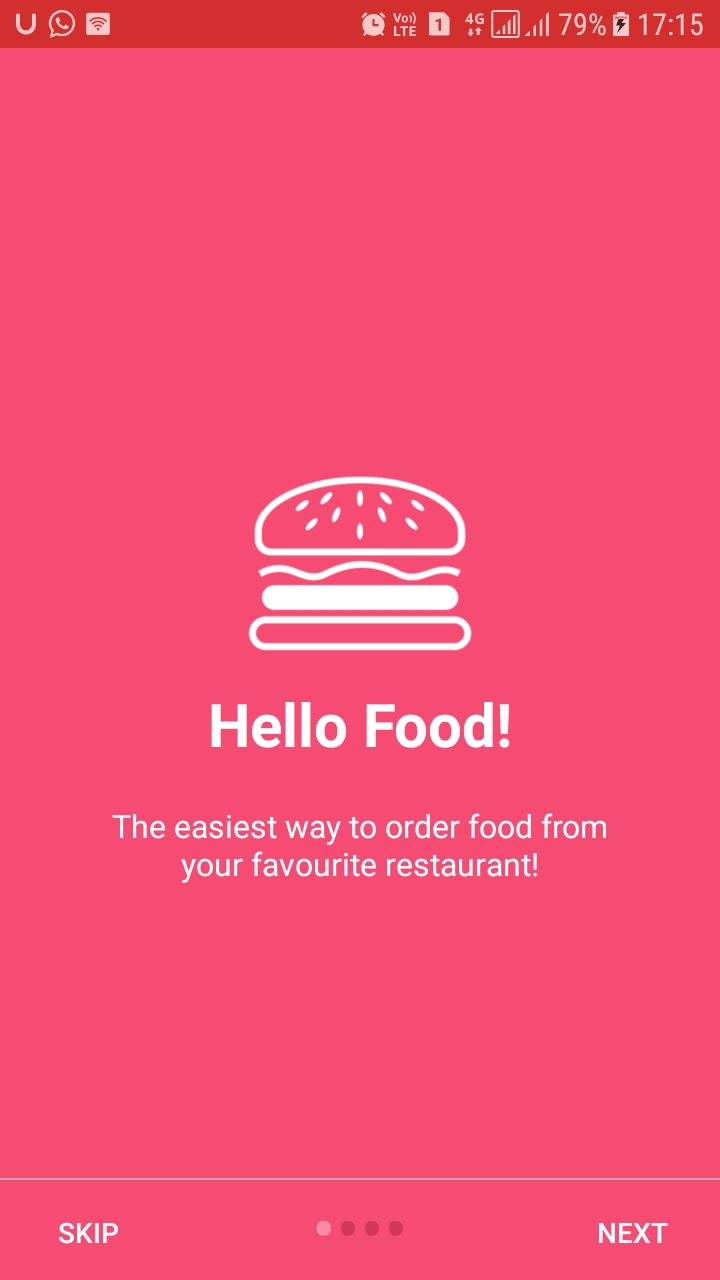 Vo)) LTE 1 4G 79% 17:15
Hello Food!
The easiest way to order food from
your favourite restaurant!
SKIP NEXT